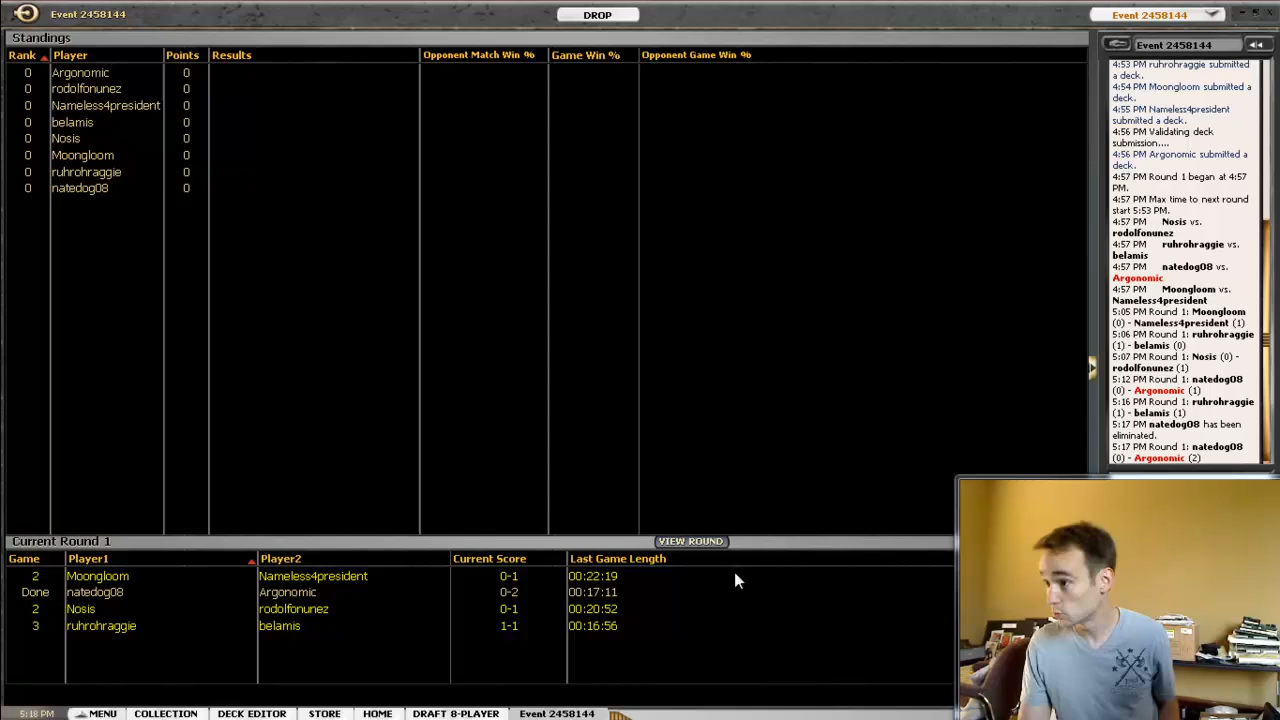 Event 2458144
DROP
Event 2458144
Standings
Rank Player Points Results Opponent Match Win % Game Win % Opponent Game Win %
0 Argonomic 0
0 rodolfonunez 0
0 Nameless4president 0
0 belamis 0
0 Nosis 0
0 Moongloom 0
0 ruhrohraggie 0
0 natedog08 0
Event 2458144
4:53 PM ruhrohraggie submitted
a deck.
4:54 PM Moongloom submitted a
deck.
4:55 PM Nameless4president
submitted a deck.
4:56 PM Validating deck
submission....
4:56 PM Argonomic submitted a
deck.
4:57 PM Round 1 began at 4:57
PM.
4:57 PM Max time to next round
start 5:53 PM.
4:57 PM Nosis vs.
rodolfonunez
4:57 PM ruhrohraggie vs.
belamis
4:57 PM natedog08 vs.
Argonomic
4:57 PM Moongloom vs.
Nameless4president
5:05 PM Round 1: Moongloom
(0) - Nameless4president (1)
5:06 PM Round 1: ruhrohraggie
(1) - belamis (0)
5:07 PM Round 1: Nosis (0) -
rodolfonunez (1)
5:12 PM Round 1: natedog08
(0) - Argonomic (1)
5:16 PM Round 1: ruhrohraggie
(1) - belamis (1)
5:17 PM natedog08 has been
eliminated.
5:17 PM Round 1: natedog08
(0) - Argonomic (2)
Current Round 1
VIEW ROUND
Game Player1 Player2 Current Score Last Game Length
2 Moongloom Nameless4president 0-1 00:22:19
Done natedog08 Argonomic 0-2 00:17:11
2 Nosis rodolfonunez 0-1 00:20:52
3 ruhrohraggie belamis 1-1 00:16:56
5:18 PM MENU COLLECTION DECK EDITOR STORE HOME DRAFT 8-PLAYER Event 2458144